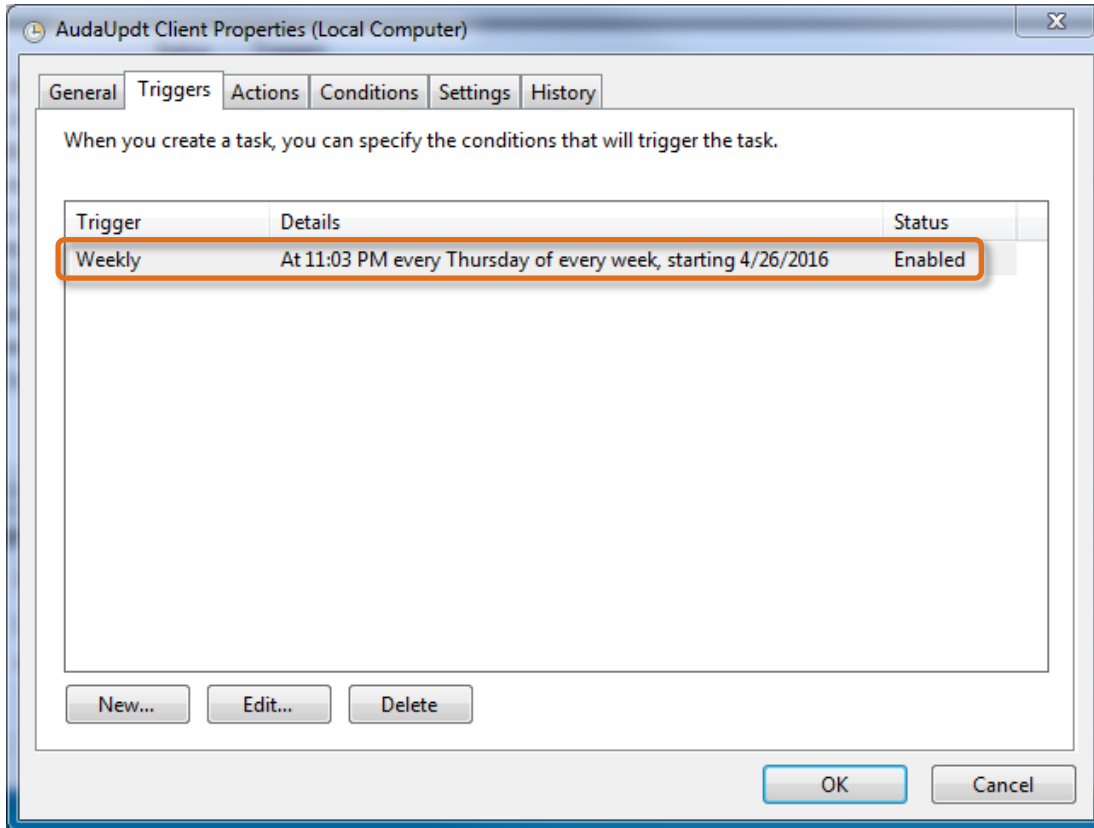 AudaUpdt Client Properties (Local Computer)
General Triggers Actions Conditions Settings History
When you create a task, you can specify the conditions that will trigger the task.
Trigger Details Status
Weekly At 11:03 PM every Thursday of every week, starting 4/26/2016 Enabled
New... Edit... Delete
OK Cancel